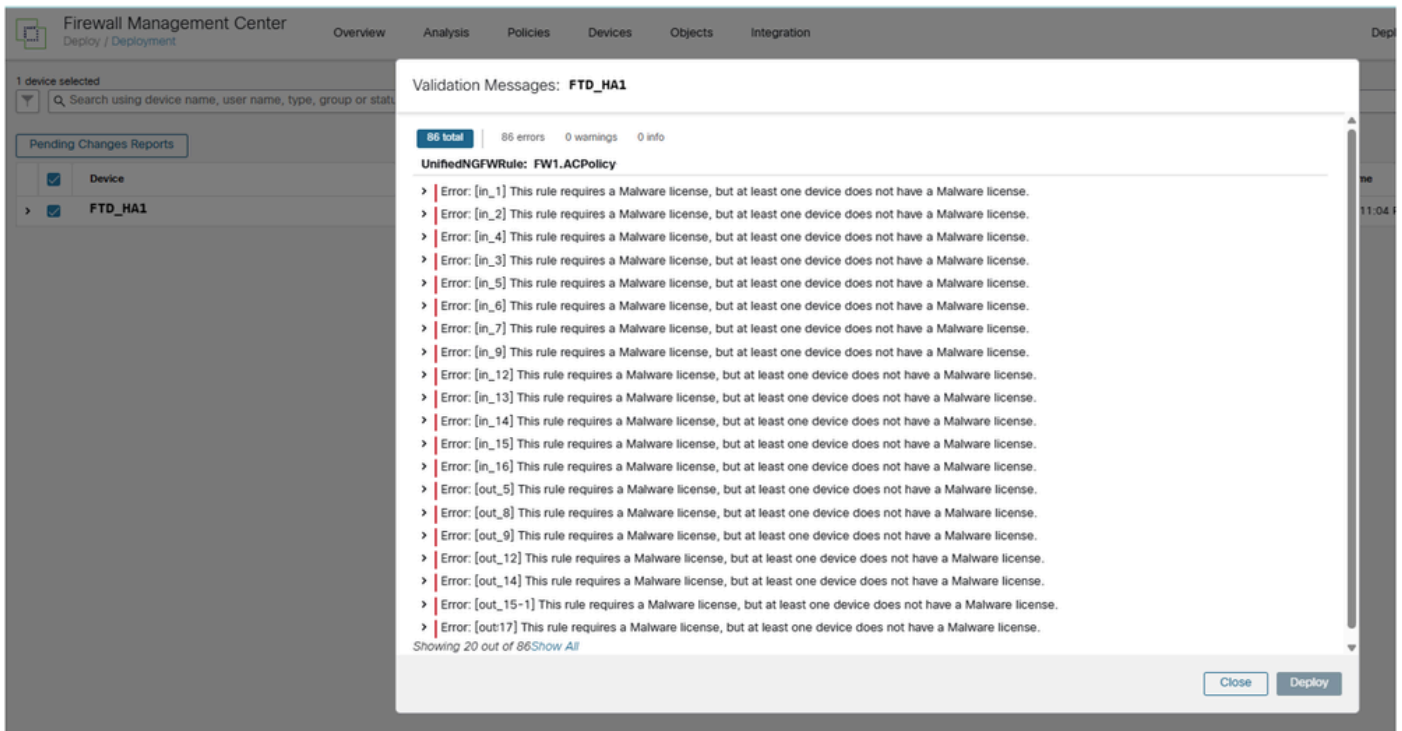 Firewall Management Center
Deploy / Deployment
Overview Analysis Policies Devices Objects Integration
1 device selected
Search using device name, user name, type, group or
Pending Changes Reports
Device
FTD_HA1
11:04
Validation Messages: FTD_HA1
86 total 86 errors 0 warnings 0 info
UnifiedNGFWRule: FW1.ACPolicy
Error: [in_1] This rule requires a Malware license, but at least one device does not have a Malware license.
Error: [in_2] This rule requires a Malware license, but at least one device does not have a Malware license.
Error: [in_4] This rule requires a Malware license, but at least one device does not have a Malware license.
Error: [in_3] This rule requires a Malware license, but at least one device does not have a Malware license.
Error: [in_5] This rule requires a Malware license, but at least one device does not have a Malware license.
Error: [in_6] This rule requires a Malware license, but at least one device does not have a Malware license.
Error: [in_7] This rule requires a Malware license, but at least one device does not have a Malware license.
Error: [in_9] This rule requires a Malware license, but at least one device does not have a Malware license.
Error: [in_12] This rule requires a Malware license, but at least one device does not have a Malware license.
Error: [in_13] This rule requires a Malware license, but at least one device does not have a Malware license.
Error: [in_14] This rule requires a Malware license, but at least one device does not have a Malware license.
Error: [in_15] This rule requires a Malware license, but at least one device does not have a Malware license.
Error: [in_16] This rule requires a Malware license, but at least one device does not have a Malware license.
Error: [out_5] This rule requires a Malware license, but at least one device does not have a Malware license.
Error: [out_8] This rule requires a Malware license, but at least one device does not have a Malware license.
Error: [out_9] This rule requires a Malware license, but at least one device does not have a Malware license.
Error: [out_12] This rule requires a Malware license, but at least one device does not have a Malware license.
Error: [out_14] This rule requires a Malware license, but at least one device does not have a Malware license.
Error: [out_15-1] This rule requires a Malware license, but at least one device does not have a Malware license.
Error: [out:17] This rule requires a Malware license, but at least one device does not have a Malware license.
Showing 20 out of 86Show All
Close Deploy